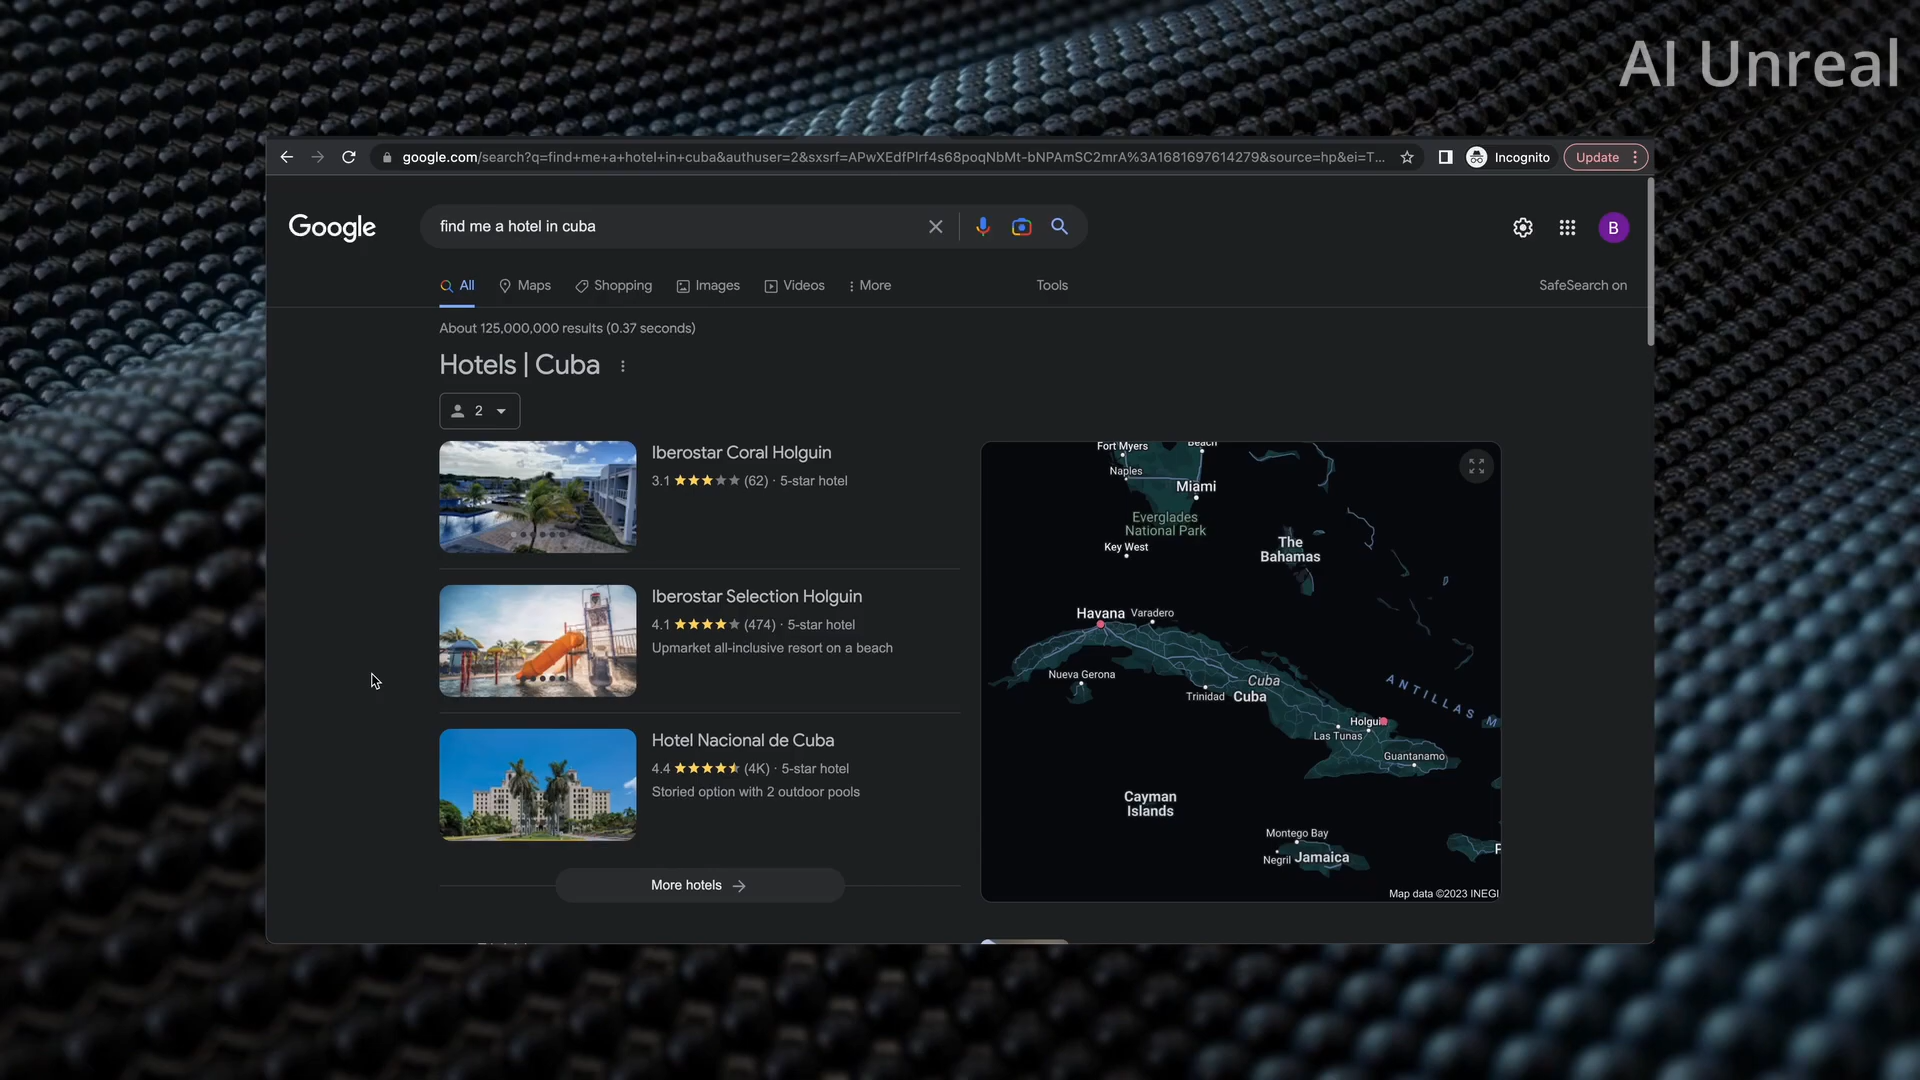 AI Unreal
google.com/search?q=find+me+a+hotel+in+cuba&authuser=2&sxsrf=APwXEdfPlrf4s68poqNbMt-bNPAmSC2mrA%3A1681697614279&source=hp&ei=T...
Incognito
Update
Google
find me a hotel in cuba
B
All
Maps
Shopping
Images
Videos
More
Tools
SafeSearch on
About 125,000,000 results (0.37 seconds)
Hotels | Cuba
2
Iberostar Coral Holguin
3.1 (62) · 5-star hotel
Iberostar Selection Holguin
4.1 (474) · 5-star hotel
Upmarket all-inclusive resort on a beach
Hotel Nacional de Cuba
4.4 (4K) · 5-star hotel
Storied option with 2 outdoor pools
More hotels
Fort Myers
Beach
Naples
Miami
Everglades
National Park
Key West
The
Bahamas
Havana
Varadero
Nueva Gerona
Trinidad
Cuba
Cuba
ANTILLAS M
Holgui
Las Tunas
Guantanamo
Cayman
Islands
Montego Bay
Negril
Jamaica
P
Map data ©2023 INEGI